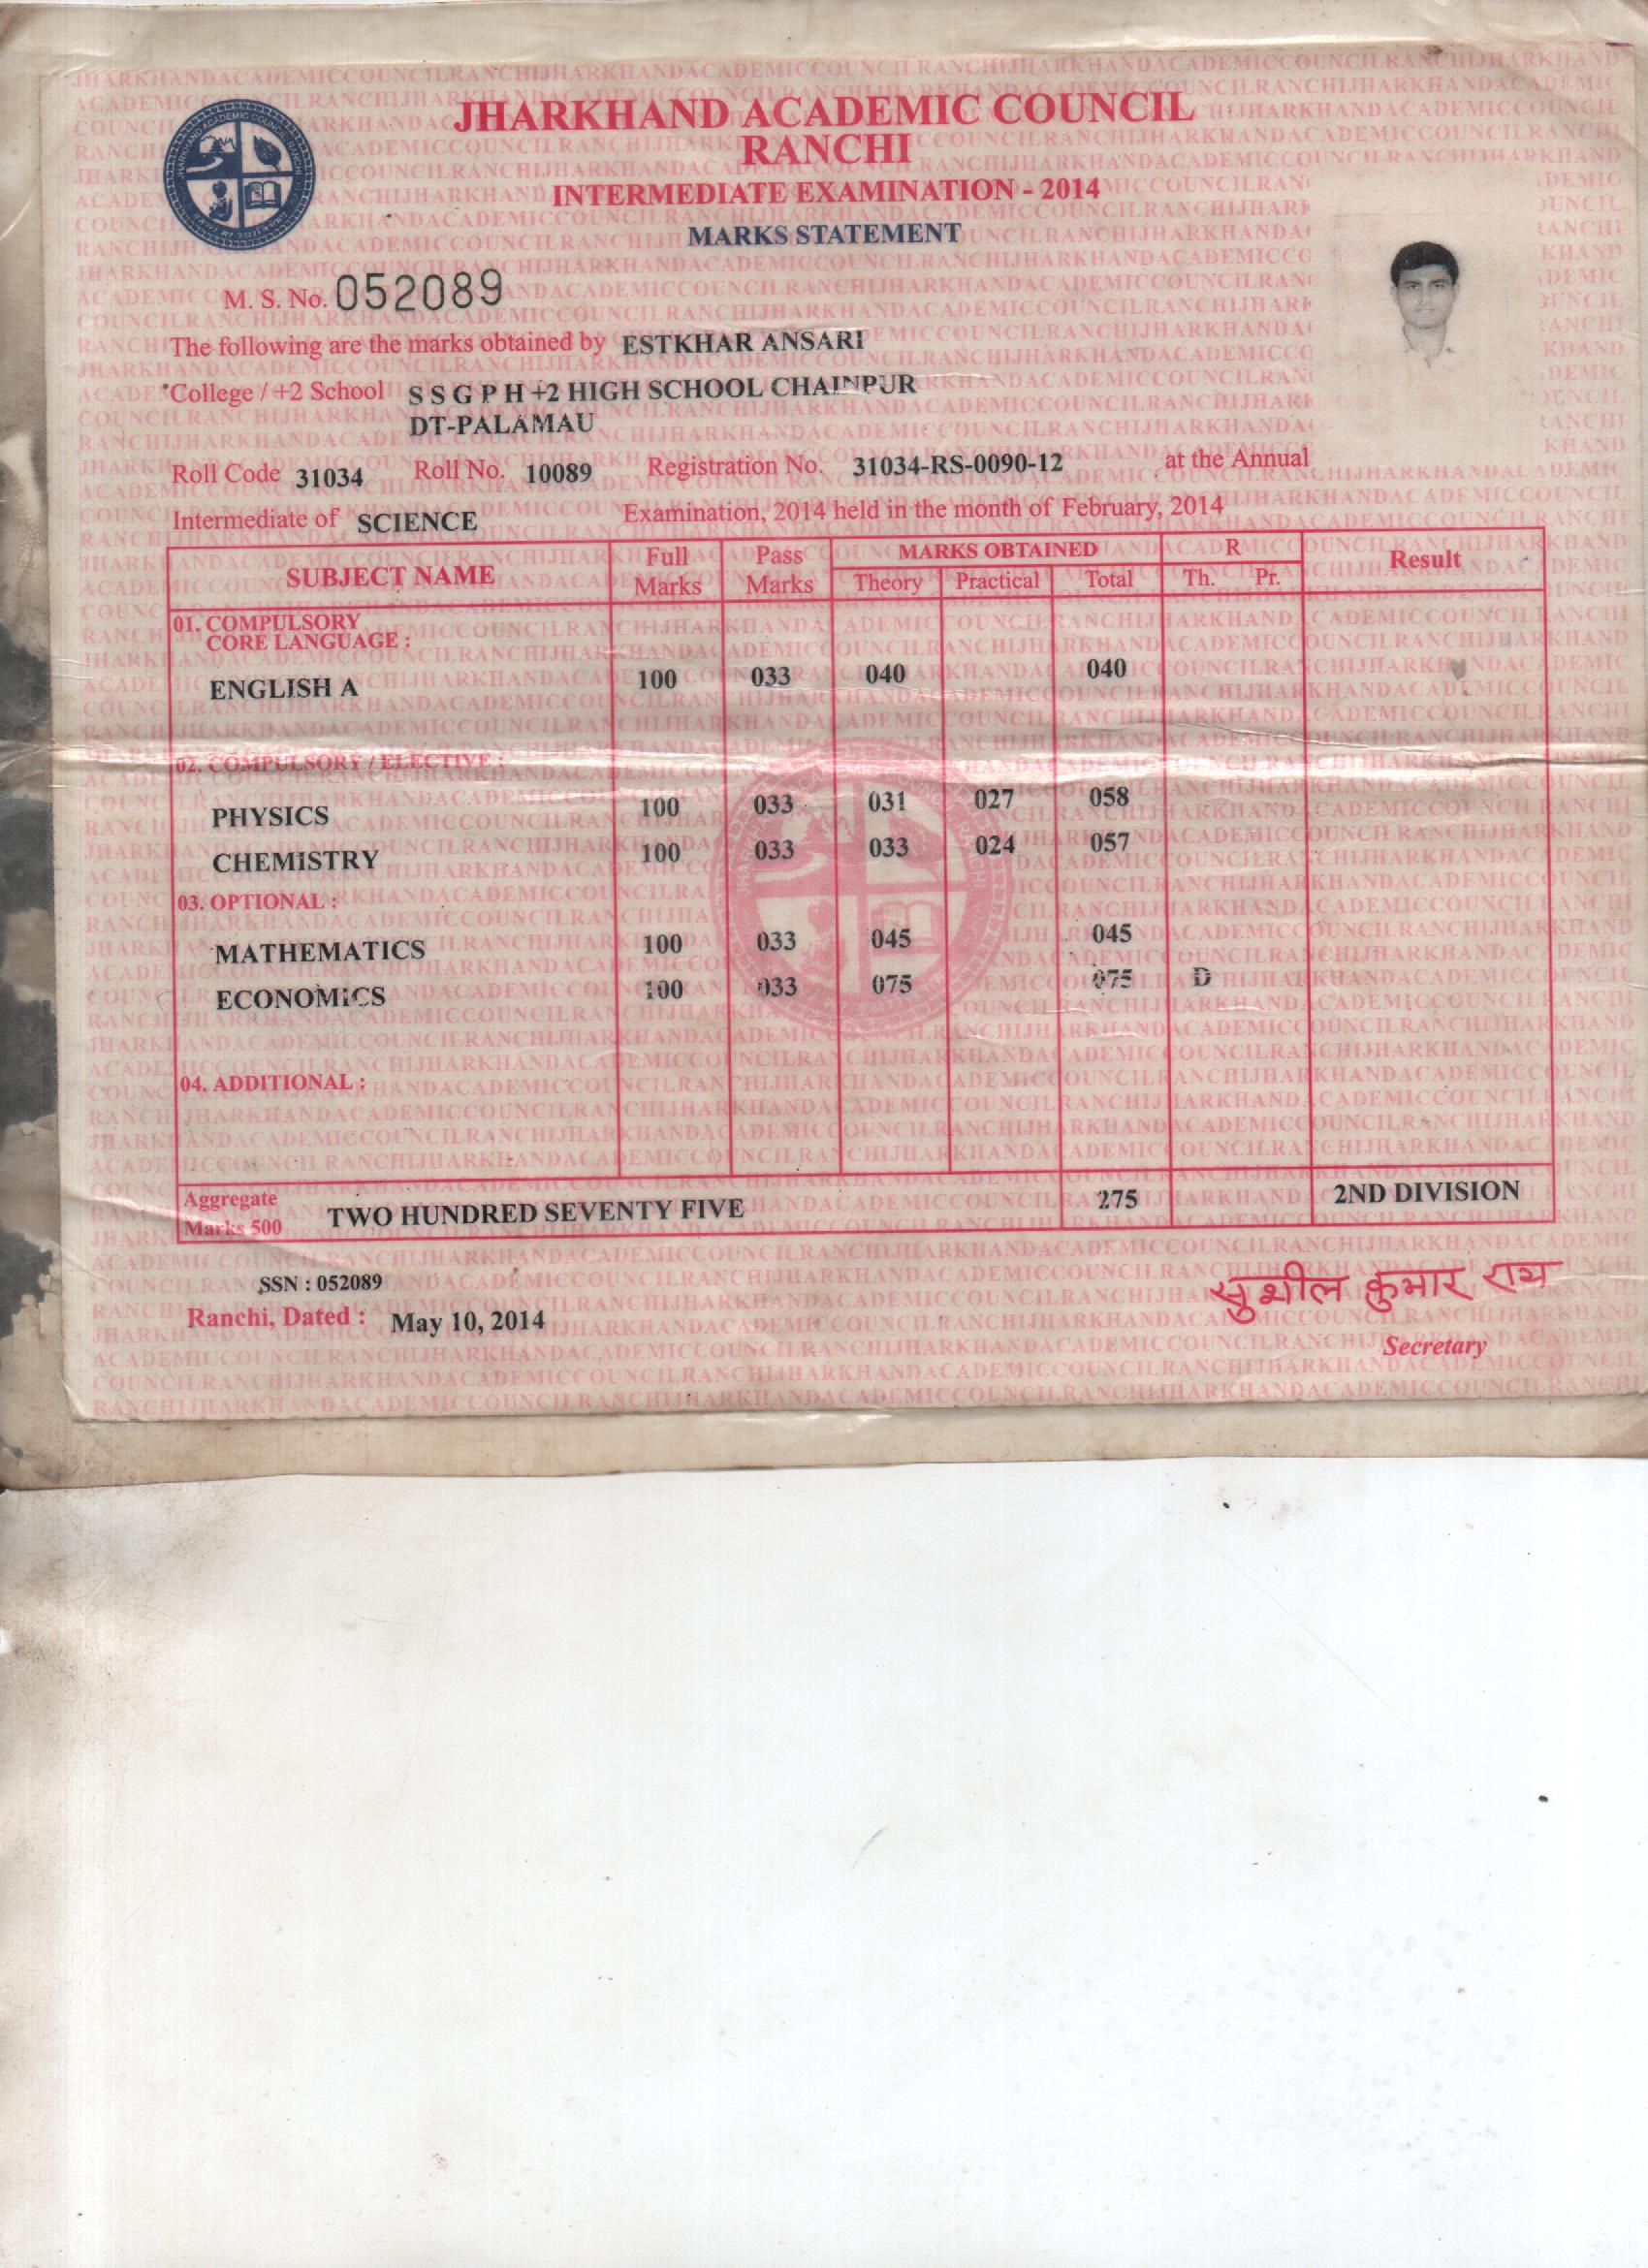 JHARKHAND ACADEMIC COUNCIL
RANCHI
INTERMEDIATE EXAMINATION - 2014
MARKS STATEMENT
M. S. No. 052089
The following are the marks obtained by ESTKHAR ANSARI
College / +2 School S S G P H +2 HIGH SCHOOL CHAINPUR
DT-PALAMAU
Roll Code 31034 Roll No. 10089 Registration No. 31034-RS-0090-12 at the Annual
Intermediate of SCIENCE Examination, 2014 held in the month of February, 2014
SUBJECT NAME Full Marks Pass Marks MARKS OBTAINED R Result
Theory Practical Total Th. Pr.
01. COMPULSORY
CORE LANGUAGE :
ENGLISH A 100 033 040 040
02. COMPULSORY / ELECTIVE :
PHYSICS 100 033 031 027 058
CHEMISTRY 100 033 033 024 057
03. OPTIONAL :
MATHEMATICS 100 033 045 045
ECONOMICS 100 033 075 075 D
04. ADDITIONAL :
Aggregate
Marks 500 TWO HUNDRED SEVENTY FIVE 275 2ND DIVISION
SSN : 052089
Ranchi, Dated : May 10, 2014
सुशील कुमार राय
Secretary